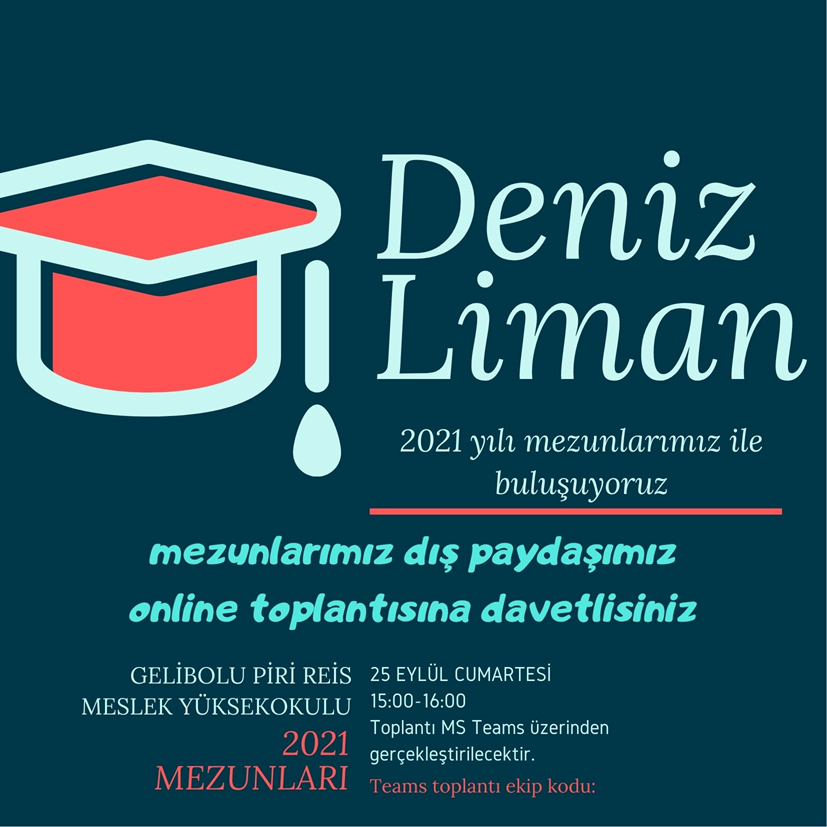 Deniz
Liman
2021 yılı mezunlarımız ile
buluşuyoruz
mezunlarımız dış paydaşımız
online toplantısına davetlisiniz
GELİBOLU PİRİ REİS
MESLEK YÜKSEKOKULU
2021
MEZUNLARI
25 EYLÜL CUMARTESİ
15:00-16:00
Toplantı MS Teams üzerinden
gerçekleştirilecektir.
Teams toplantı ekip kodu: